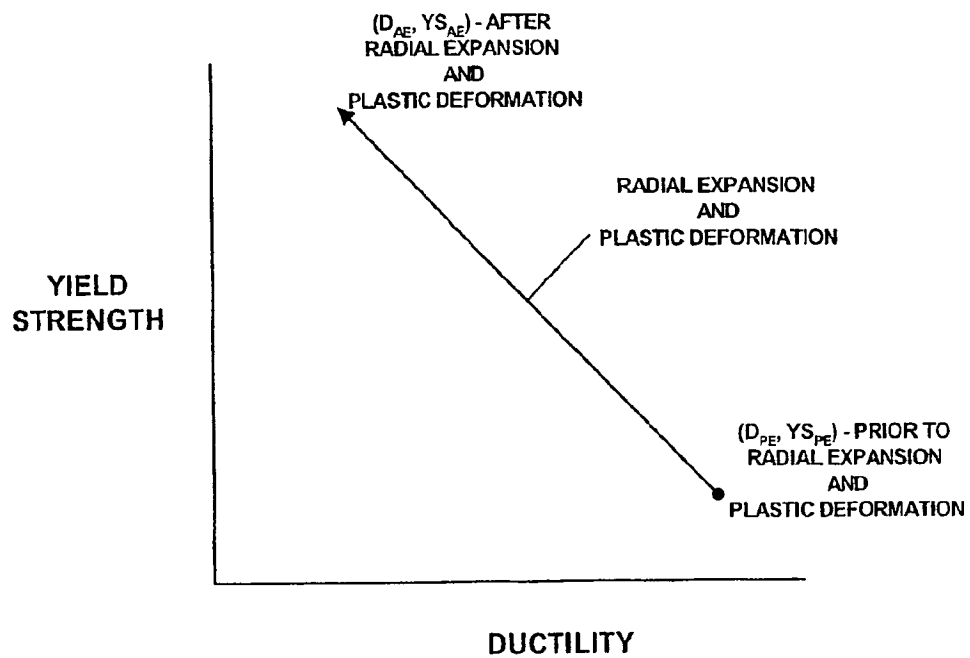 (D_AE, YS_AE) - AFTER
RADIAL EXPANSION
AND
PLASTIC DEFORMATION
RADIAL EXPANSION
AND
PLASTIC DEFORMATION
YIELD
STRENGTH
(D_PE, YS_PE) - PRIOR TO
RADIAL EXPANSION
AND
PLASTIC DEFORMATION
DUCTILITY